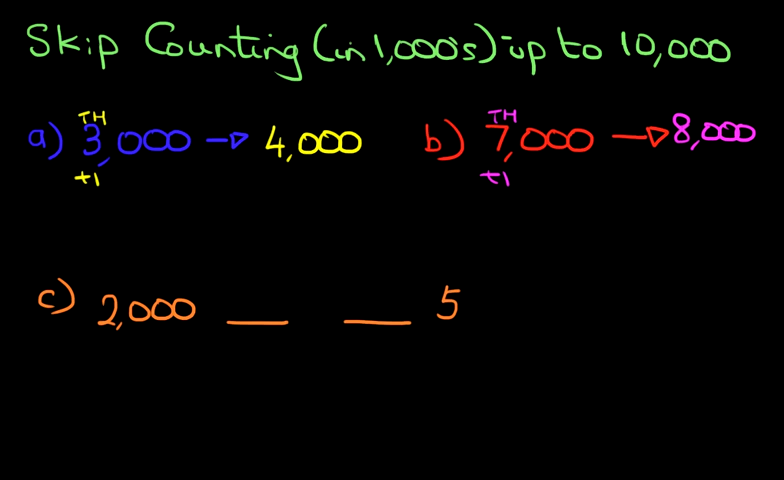 Skip Counting (in 1,000's) - up to 10,000
TH TH
a) 3,000 → 4,000 b) 7,000 → 8,000
+1 +1
c) 2,000 __ __ 5